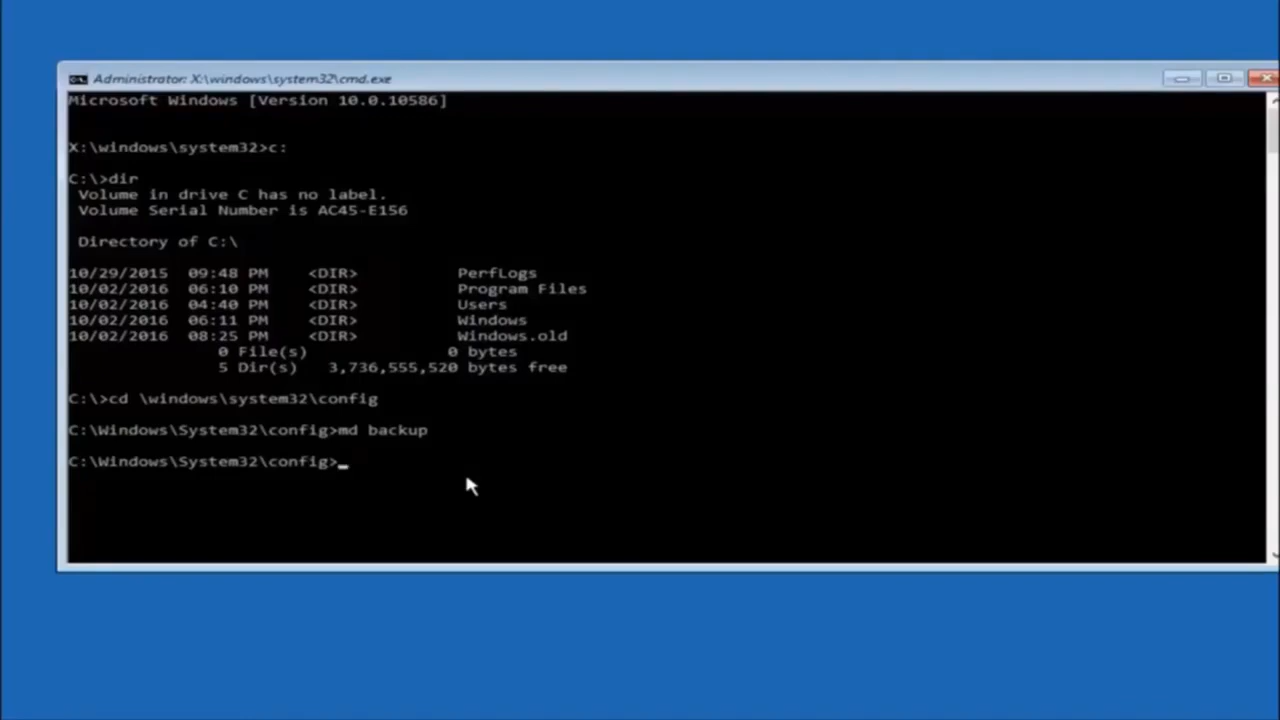 Administrator: X:\windows\system32\cmd.exe
Microsoft Windows [Version 10.0.10586]
X:\windows\system32>c:
C:\>dir
Volume in drive C has no label.
Volume Serial Number is AC45-E156
Directory of C:\
10/29/2015 09:48 PM <DIR> PerfLogs
10/02/2016 06:10 PM <DIR> Program Files
10/02/2016 04:40 PM <DIR> Users
10/02/2016 06:11 PM <DIR> Windows
10/02/2016 08:25 PM <DIR> Windows.old
0 File(s) 0 bytes
5 Dir(s) 3,736,555,520 bytes free
C:\>cd \windows\system32\config
C:\Windows\System32\config>md backup
C:\Windows\System32\config>_